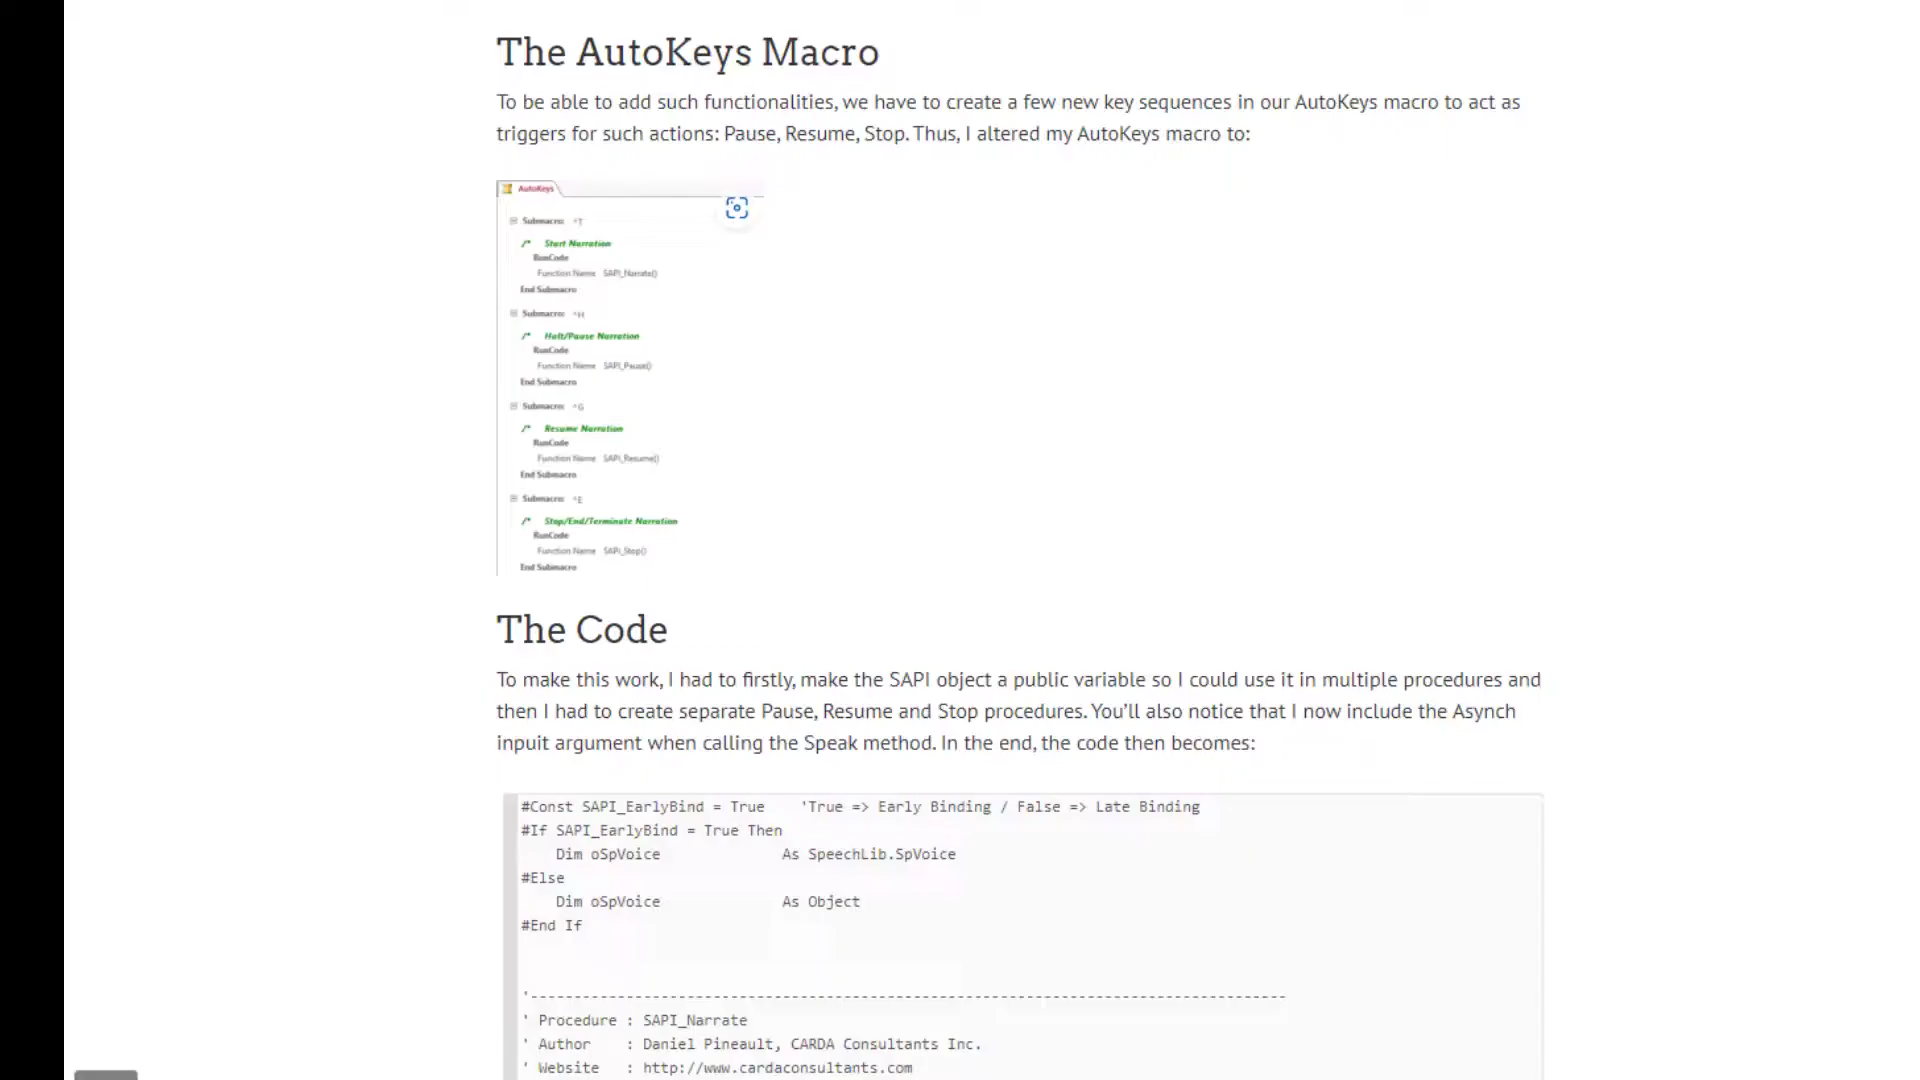 The AutoKeys Macro
To be able to add such functionalities, we have to create a few new key sequences in our AutoKeys macro to act as
triggers for such actions: Pause, Resume, Stop. Thus, I altered my AutoKeys macro to:
AutoKeys
Submacro: ^T
/* Start Narration
RunCode
Function Name SAPI_Narrate()
End Submacro
Submacro: ^H
/* Halt/Pause Narration
RunCode
Function Name SAPI_Pause()
End Submacro
Submacro: ^G
/* Resume Narration
RunCode
Function Name SAPI_Resume()
End Submacro
Submacro: ^E
/* Stop/End/Terminate Narration
RunCode
Function Name SAPI_Stop()
End Submacro
The Code
To make this work, I had to firstly, make the SAPI object a public variable so I could use it in multiple procedures and
then I had to create separate Pause, Resume and Stop procedures. You’ll also notice that I now include the Asynch
inpuit argument when calling the Speak method. In the end, the code then becomes:
#Const SAPI_EarlyBind = True    'True => Early Binding / False => Late Binding
#If SAPI_EarlyBind = True Then
    Dim oSpVoice              As SpeechLib.SpVoice
#Else
    Dim oSpVoice              As Object
#End If
'---------------------------------------------------------------------------------------
' Procedure : SAPI_Narrate
' Author    : Daniel Pineault, CARDA Consultants Inc.
' Website   : http://www.cardaconsultants.com